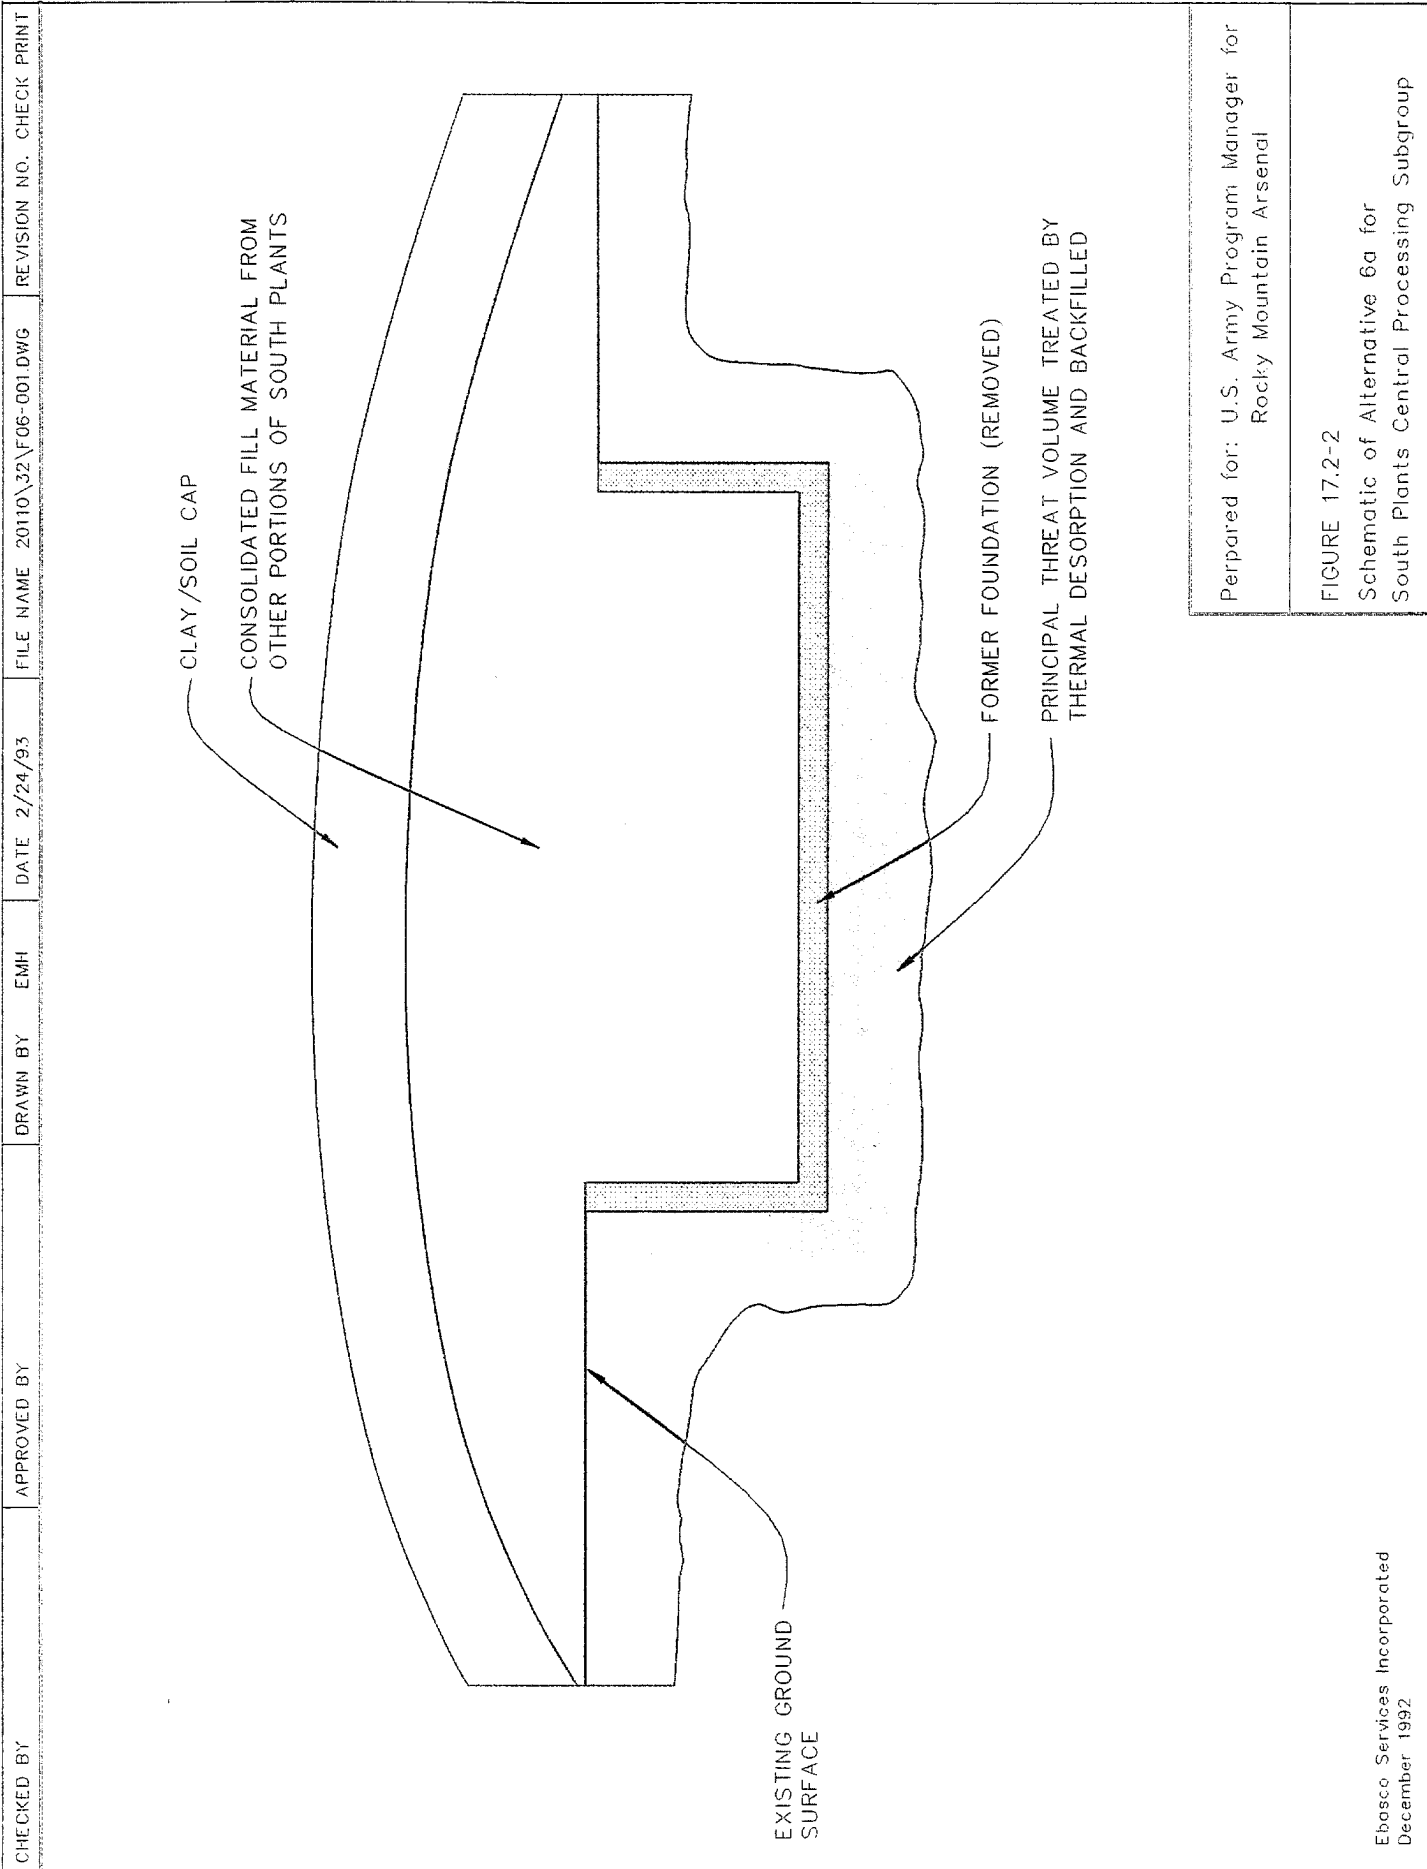 CHECKED BY APPROVED BY DRAWN BY EMH DATE 2/24/93 FILE NAME 20110\32\F06-001.DWG REVISION NO. CHECK PRINT
CLAY/SOIL CAP
CONSOLIDATED FILL MATERIAL FROM
OTHER PORTIONS OF SOUTH PLANTS
EXISTING GROUND
SURFACE
FORMER FOUNDATION (REMOVED)
PRINCIPAL THREAT VOLUME TREATED BY
THERMAL DESORPTION AND BACKFILLED
Perpared for: U.S. Army Program Manager for
Rocky Mountain Arsenal
FIGURE 17.2-2
Schematic of Alternative 6a for
South Plants Central Processing Subgroup
Ebasco Services Incorporated
December 1992